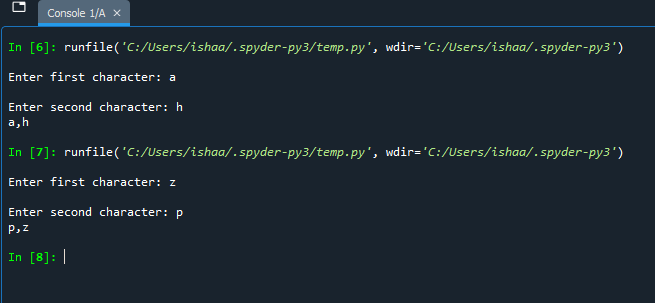 Console 1/A ×
In [6]: runfile('C:/Users/ishaa/.spyder-py3/temp.py', wdir='C:/Users/ishaa/.spyder-py3')
Enter first character: a
Enter second character: h
a,h
In [7]: runfile('C:/Users/ishaa/.spyder-py3/temp.py', wdir='C:/Users/ishaa/.spyder-py3')
Enter first character: z
Enter second character: p
p,z
In [8]: